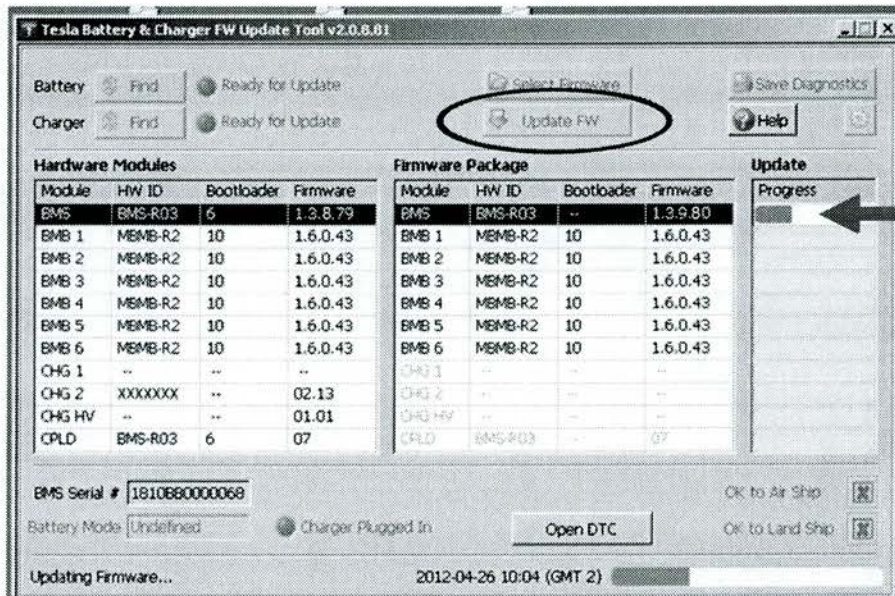 Tesla Battery & Charger FW Update Tool v2.0.8.81
Battery Find Ready for Update Select Firmware Save Diagnostics
Charger Find Ready for Update Update FW Help
Hardware Modules Firmware Package Update
Module HW ID Bootloader Firmware Module HW ID Bootloader Firmware Progress
BMS BMS-R03 6 1.3.8.79 BMS BMS-R03 -- 1.3.9.80
BMB 1 MBMB-R2 10 1.6.0.43 BMB 1 MBMB-R2 10 1.6.0.43
BMB 2 MBMB-R2 10 1.6.0.43 BMB 2 MBMB-R2 10 1.6.0.43
BMB 3 MBMB-R2 10 1.6.0.43 BMB 3 MBMB-R2 10 1.6.0.43
BMB 4 MBMB-R2 10 1.6.0.43 BMB 4 MBMB-R2 10 1.6.0.43
BMB 5 MBMB-R2 10 1.6.0.43 BMB 5 MBMB-R2 10 1.6.0.43
BMB 6 MBMB-R2 10 1.6.0.43 BMB 6 MBMB-R2 10 1.6.0.43
CHG 1 -- -- -- CHG 1 -- -- --
CHG 2 XXXXXXX -- 02.13 CHG 2 -- -- --
CHG HV -- -- 01.01 CHG HV -- -- --
CPLD BMS-R03 6 07 CPLD BMS-R03 -- 07
BMS Serial # 1810BB0000068 OK to Air Ship
Battery Mode Undefined Charger Plugged In Open DTC OK to Land Ship
Updating Firmware... 2012-04-26 10:04 (GMT 2)